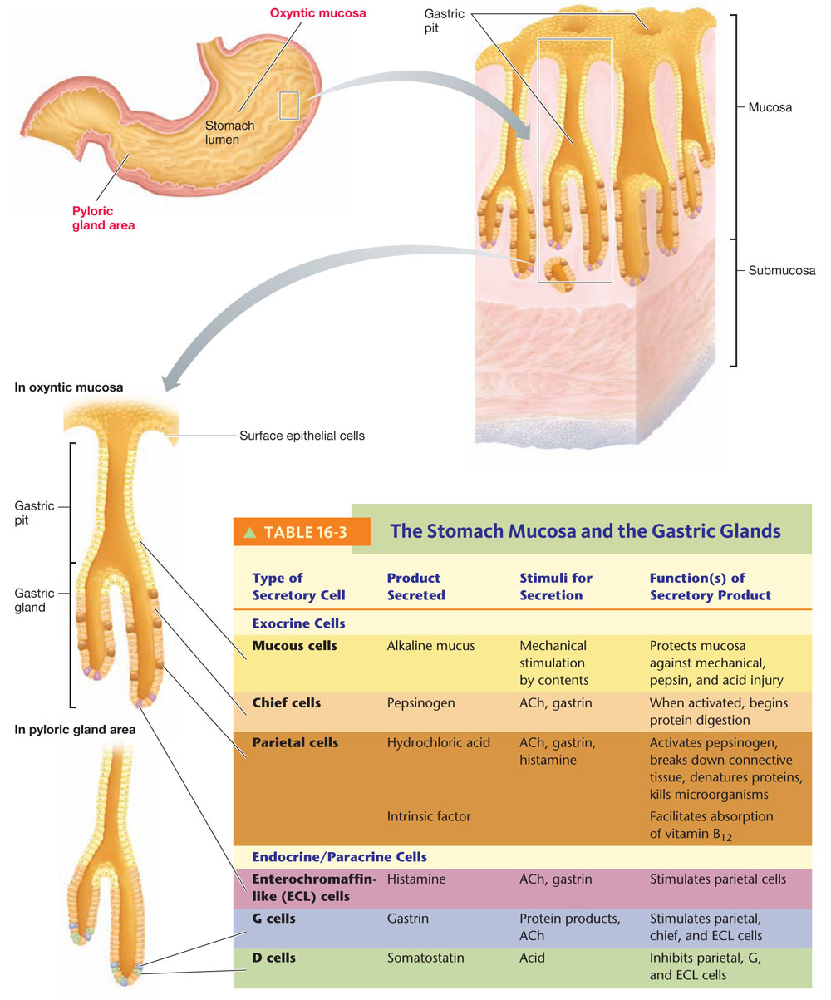 Oxyntic mucosa
Gastric
pit
Mucosa
Stomach
lumen
Pyloric
gland area
Submucosa
In oxyntic mucosa
Surface epithelial cells
Gastric
pit
Gastric
gland
In pyloric gland area
TABLE 16-3
The Stomach Mucosa and the Gastric Glands
Type of
Secretory Cell
Product
Secreted
Stimuli for
Secretion
Function(s) of
Secretory Product
Exocrine Cells
Mucous cells
Alkaline mucus
Mechanical
stimulation
by contents
Protects mucosa
against mechanical,
pepsin, and acid injury
Chief cells
Pepsinogen
ACh, gastrin
When activated, begins
protein digestion
Parietal cells
Hydrochloric acid
ACh, gastrin,
histamine
Activates pepsinogen,
breaks down connective
tissue, denatures proteins,
kills microorganisms
Intrinsic factor
Facilitates absorption
of vitamin B12
Endocrine/Paracrine Cells
Enterochromaffin-
like (ECL) cells
Histamine
ACh, gastrin
Stimulates parietal cells
G cells
Gastrin
Protein products,
ACh
Stimulates parietal,
chief, and ECL cells
D cells
Somatostatin
Acid
Inhibits parietal, G,
and ECL cells